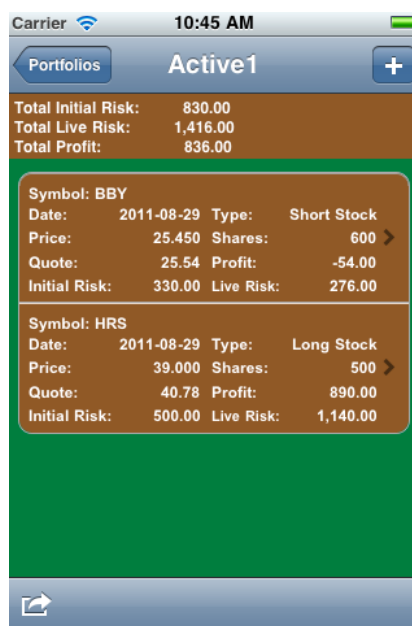 Carrier 10:45 AM
Portfolios Active1 +
Total Initial Risk: 830.00
Total Live Risk: 1,416.00
Total Profit: 836.00
Symbol: BBY
Date: 2011-08-29 Type: Short Stock
Price: 25.450 Shares: 600
Quote: 25.54 Profit: -54.00
Initial Risk: 330.00 Live Risk: 276.00
Symbol: HRS
Date: 2011-08-29 Type: Long Stock
Price: 39.000 Shares: 500
Quote: 40.78 Profit: 890.00
Initial Risk: 500.00 Live Risk: 1,140.00